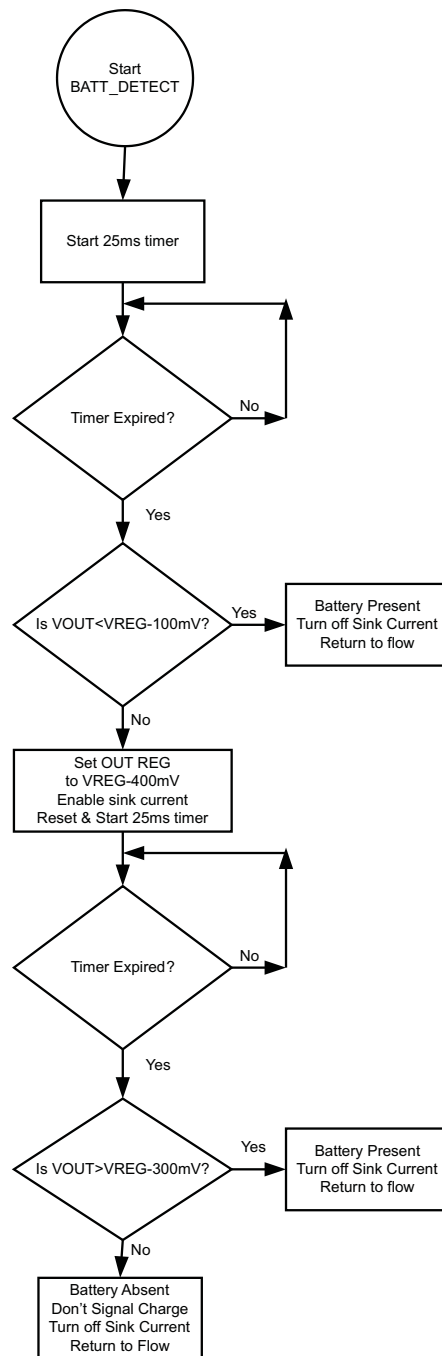 Start
BATT_DETECT
Start 25ms timer
Timer Expired?
No
Yes
Is VOUT<VREG-100mV?
Yes
Battery Present
Turn off Sink Current
Return to flow
No
Set OUT REG
to VREG-400mV
Enable sink current
Reset & Start 25ms timer
Timer Expired?
No
Yes
Is VOUT>VREG-300mV?
Yes
Battery Present
Turn off Sink Current
Return to flow
No
Battery Absent
Don’t Signal Charge
Turn off Sink Current
Return to Flow